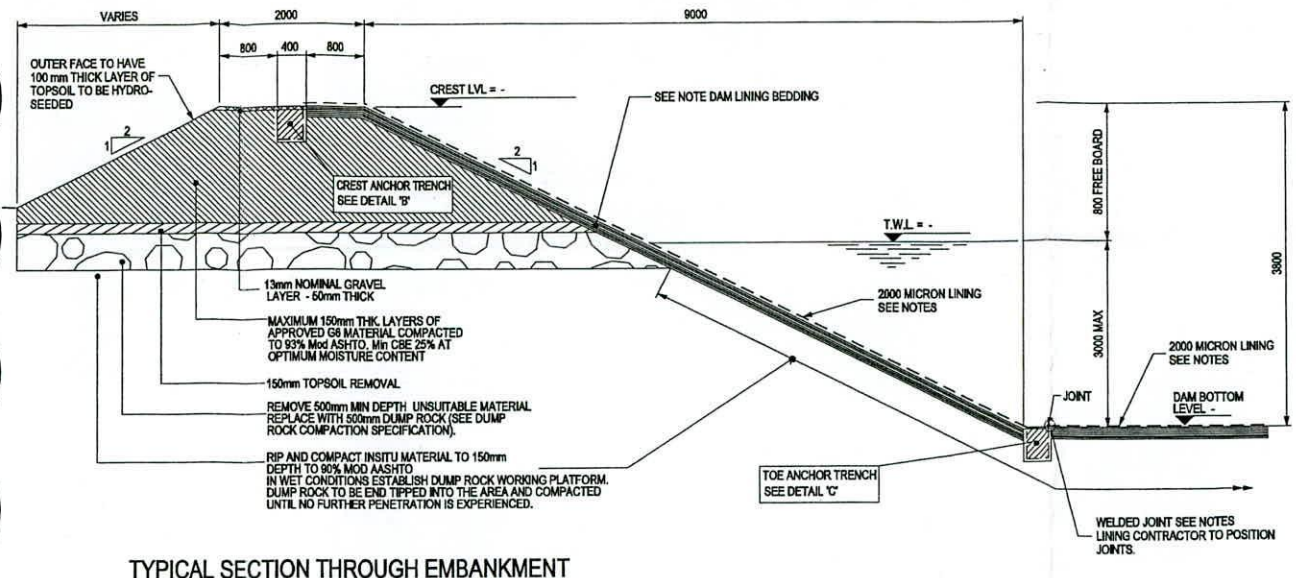 VARIES
2000
9000
800
400
800
OUTER FACE TO HAVE
100 mm THICK LAYER OF
TOPSOIL TO BE HYDRO-
SEEDED
CREST LVL = -
SEE NOTE DAM LINING BEDDING
2
1
2
1
CREST ANCHOR TRENCH
SEE DETAIL 'B'
800 FREE BOARD
3800
T.W.L = -
13mm NOMINAL GRAVEL
LAYER - 50mm THICK
2000 MICRON LINING
SEE NOTES
3000 MAX
MAXIMUM 150mm THK. LAYERS OF
APPROVED G6 MATERIAL COMPACTED
TO 93% Mod ASHTO. Min CBE 25% AT
OPTIMUM MOISTURE CONTENT
2000 MICRON LINING
SEE NOTES
150mm TOPSOIL REMOVAL
JOINT
DAM BOTTOM
LEVEL -
REMOVE 500mm MIN DEPTH UNSUITABLE MATERIAL
REPLACE WITH 500mm DUMP ROCK (SEE DUMP
ROCK COMPACTION SPECIFICATION).
RIP AND COMPACT INSITU MATERIAL TO 150mm
DEPTH TO 90% MOD AASHTO
IN WET CONDITIONS ESTABLISH DUMP ROCK WORKING PLATFORM.
DUMP ROCK TO BE END TIPPED INTO THE AREA AND COMPACTED
UNTIL NO FURTHER PENETRATION IS EXPERIENCED.
TOE ANCHOR TRENCH
SEE DETAIL 'C'
WELDED JOINT SEE NOTES
LINING CONTRACTOR TO POSITION
JOINTS.
TYPICAL SECTION THROUGH EMBANKMENT